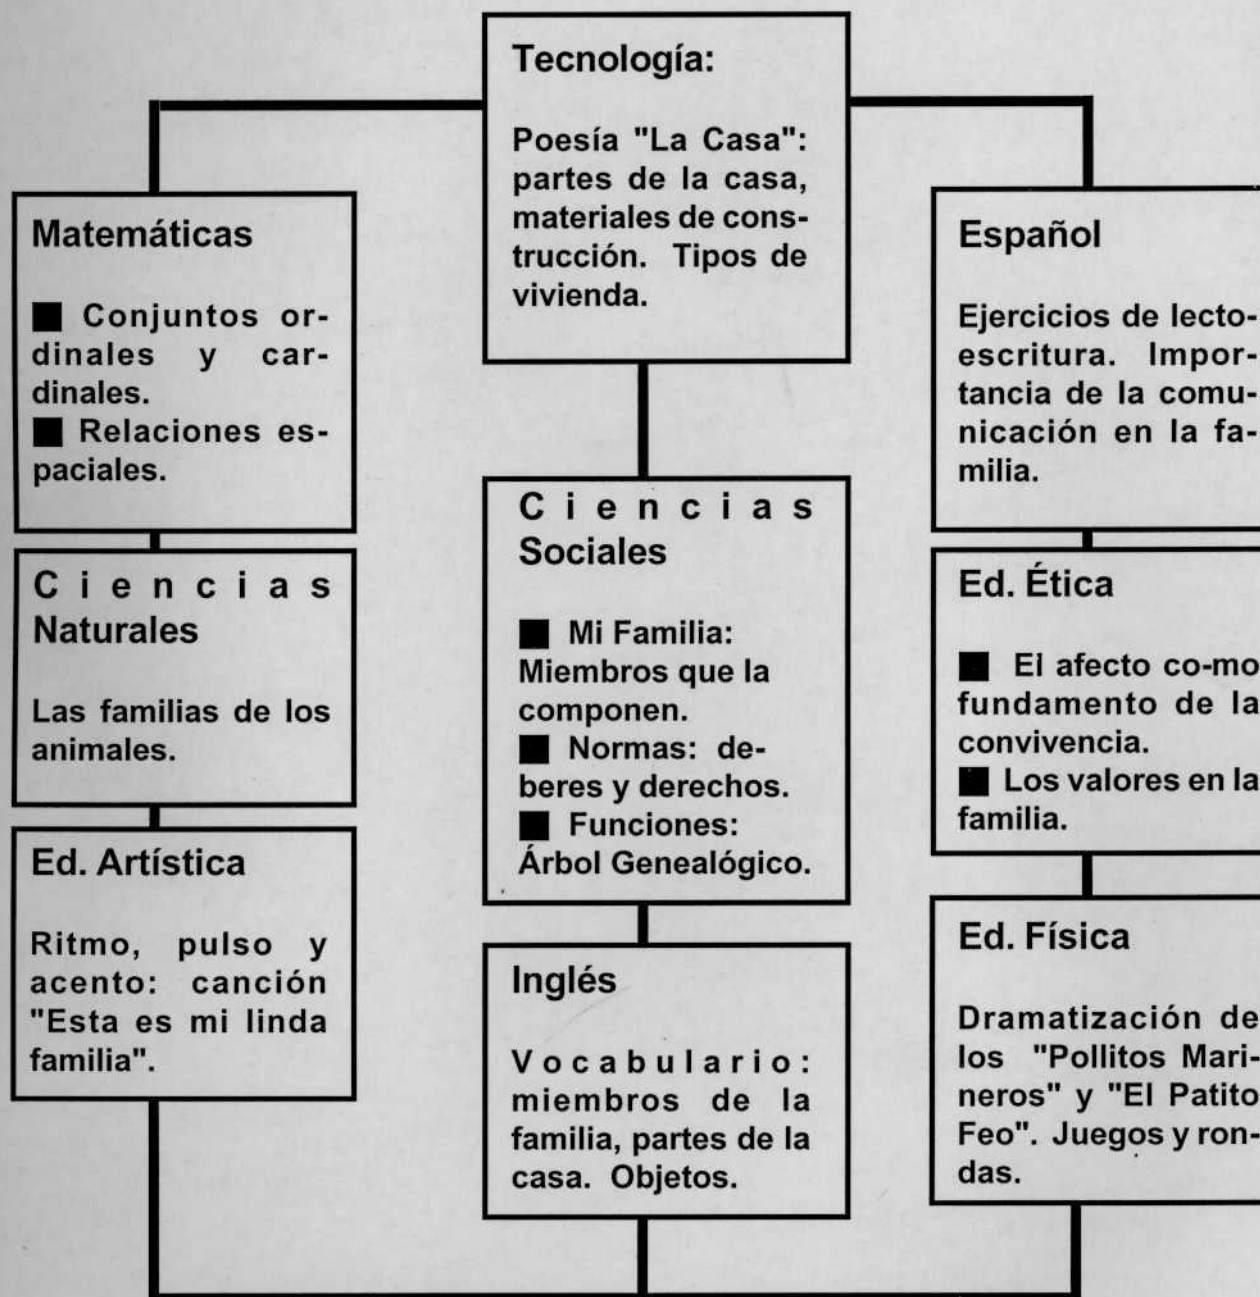 Tecnología:
Poesía "La Casa":
partes de la casa,
materiales de cons-
trucción. Tipos de
vivienda.
Matemáticas
■ Conjuntos or-
dinales y car-
dinales.
■ Relaciones es-
paciales.
Español
Ejercicios de lecto-
escritura. Impor-
tancia de la comu-
nicación en la fa-
milia.
Ciencias
Naturales
Las familias de los
animales.
Ciencias
Sociales
■ Mi Familia:
Miembros que la
componen.
■ Normas: de-
beres y derechos.
■ Funciones:
Árbol Genealógico.
Ed. Ética
■ El afecto co-mo
fundamento de la
convivencia.
■ Los valores en la
familia.
Ed. Artística
Ritmo, pulso y
acento: canción
"Esta es mi linda
familia".
Inglés
Vocabulario:
miembros de la
familia, partes de la
casa. Objetos.
Ed. Física
Dramatización de
los "Pollitos Mari-
neros" y "El Patito
Feo". Juegos y ron-
das.